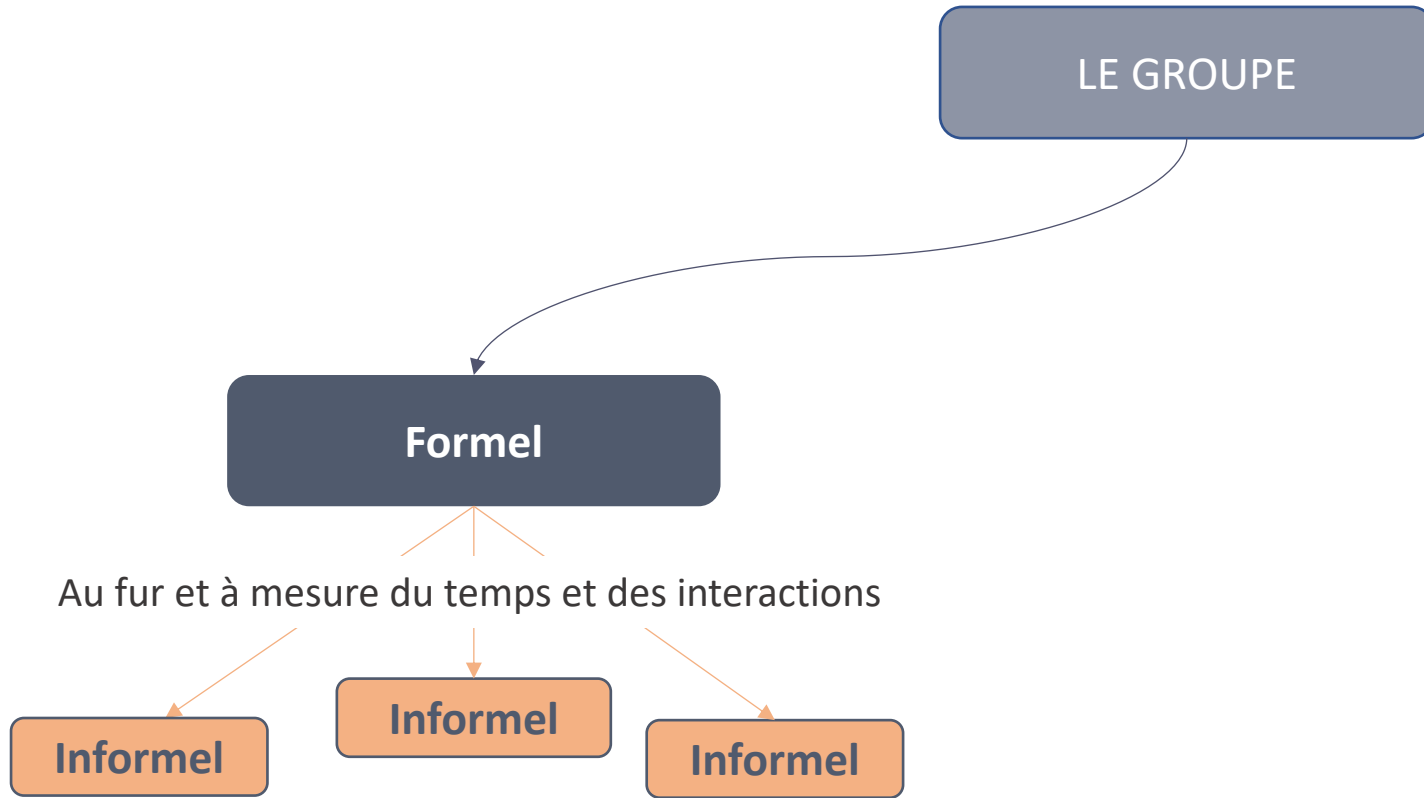 LE GROUPE
Formel
Au fur et à mesure du temps et des interactions
Informel
Informel
Informel